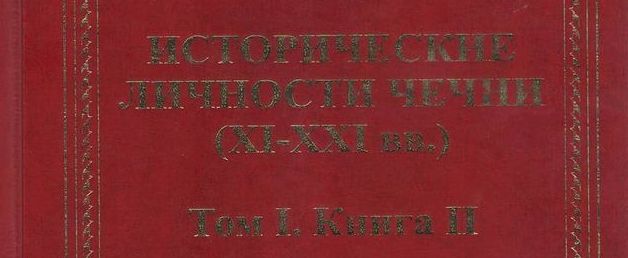 ИСТОРИЧЕСКИЕ
ЛИЧНОСТИ ЧЕЧНИ
(XI-XXI вв.)
Том I. Книга II